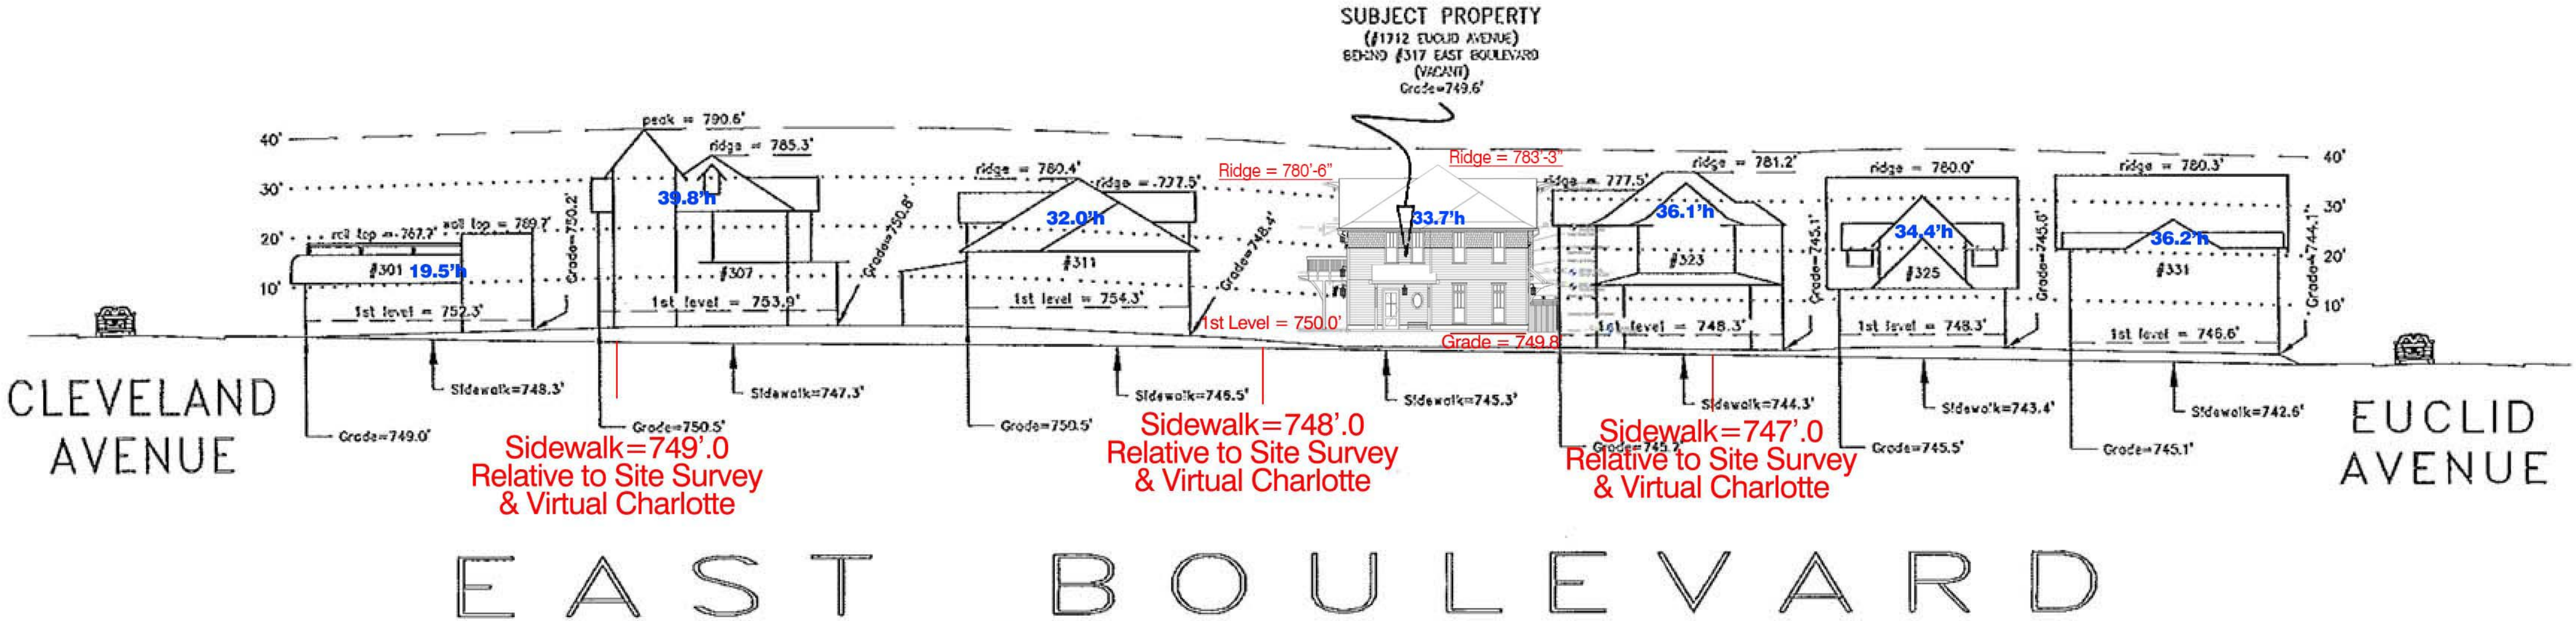 SUBJECT PROPERTY
(#1712 EUCLID AVENUE)
BEHIND #317 EAST BOULEVARD
(VACANT)
Grade=749.6'
40'
30'
20'
10'
peak = 790.6'
ridge = 785.3'
ridge = 780.4'
ridge = 777.5'
Ridge = 780'-6"
Ridge = 783'-3"
ridge = 777.5'
ridge = 781.2'
ridge = 780.0'
ridge = 780.3'
40'
30'
20'
10'
rail top = 767.7'
wall top = 769.7'
Grade=750.2'
Grade=750.8'
Grade=748.4'
Grade=745.1'
Grade=745.6'
Grade=744.1'
#301 19.5'h
39.8'h
#307
32.0'h
#311
33.7'h
36.1'h
#323
34.4'h
#325
36.2'h
#331
1st level = 752.3'
1st level = 753.9'
1st level = 754.3'
1st Level = 750.0'
Grade = 749.8
1st level = 748.3'
1st level = 748.3'
1st level = 746.6'
Sidewalk=748.3'
Sidewalk=747.3'
Sidewalk=746.5'
Sidewalk=745.3'
Sidewalk=744.3'
Sidewalk=743.4'
Sidewalk=742.6'
Grade=749.0'
Grade=750.5'
Grade=750.5'
Grade=745.5'
Grade=745.1'
CLEVELAND
AVENUE
Sidewalk=749'.0
Relative to Site Survey
& Virtual Charlotte
Sidewalk=748'.0
Relative to Site Survey
& Virtual Charlotte
Sidewalk=747'.0
Relative to Site Survey
& Virtual Charlotte
EUCLID
AVENUE
EAST BOULEVARD